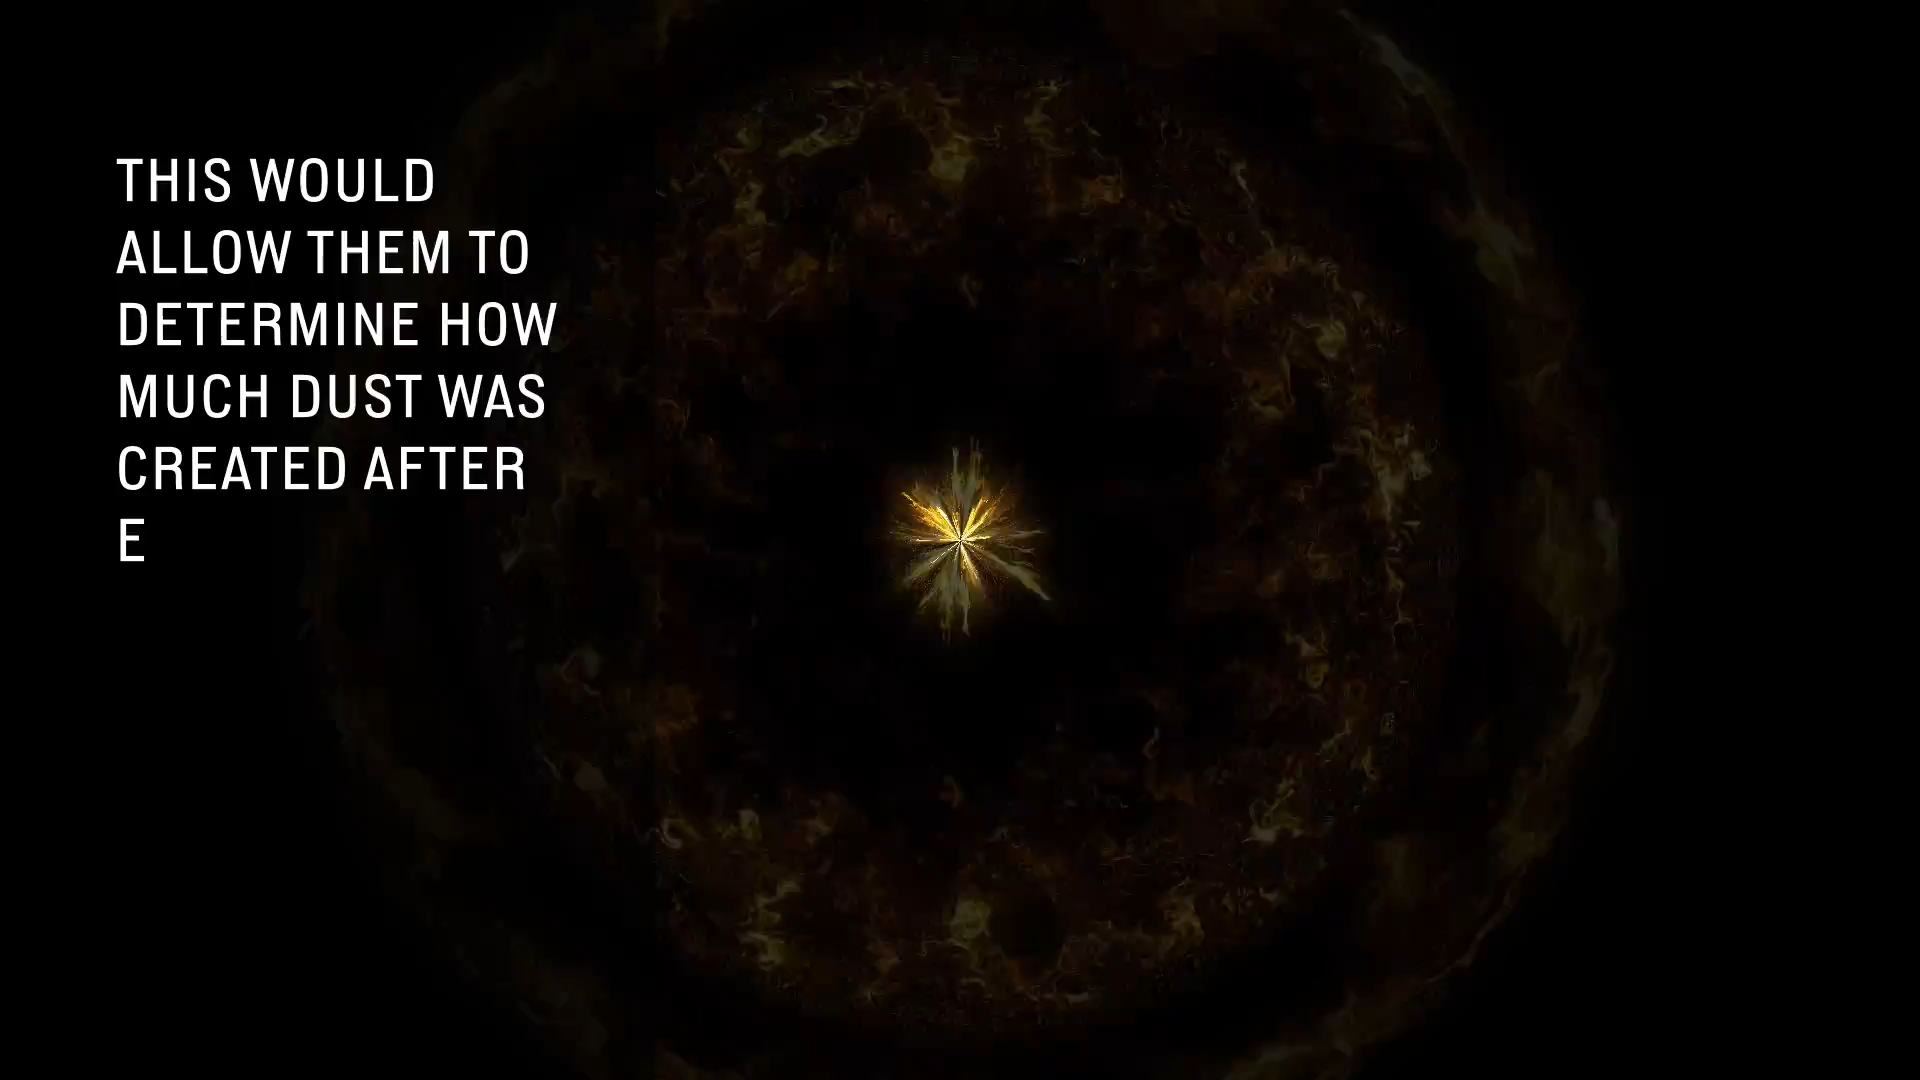 THIS WOULD
ALLOW THEM TO
DETERMINE HOW
MUCH DUST WAS
CREATED AFTER
E